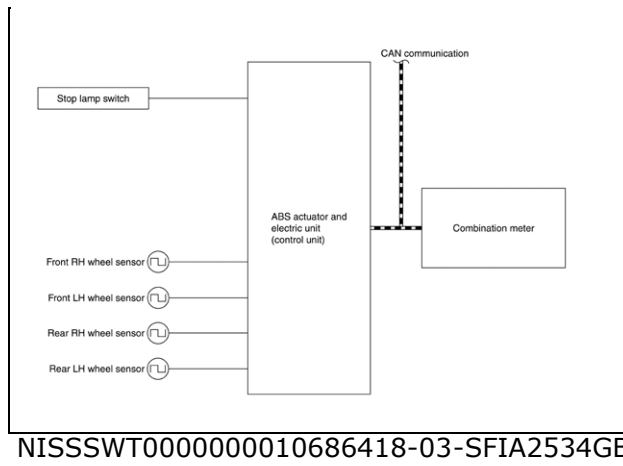 CAN communication
Stop lamp switch
ABS actuator and
electric unit
(control unit)
Combination meter
Front RH wheel sensor
Front LH wheel sensor
Rear RH wheel sensor
Rear LH wheel sensor
NISSSWT0000000010686418-03-SFIA2534GE